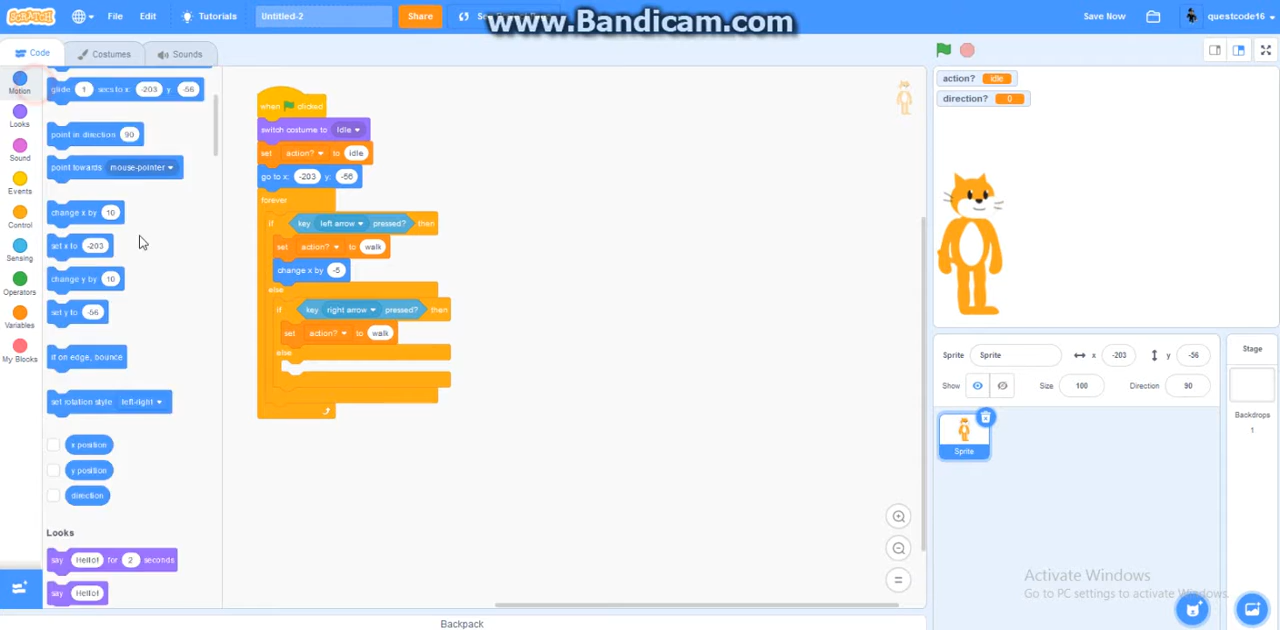 SCRATCH
File
Edit
Tutorials
Untitled-2
Share
www.Bandicam.com
Save Now
questcode16
Code
Costumes
Sounds
Motion
Looks
Sound
Events
Control
Sensing
Operators
Variables
My Blocks
glide 1 secs to x: -203 y: -56
point in direction 90
point towards mouse-pointer
change x by 10
set x to -203
change y by 10
set y to -56
if on edge, bounce
set rotation style left-right
x position
y position
direction
Looks
say Hello! for 2 seconds
say Hello!
when clicked
switch costume to Idle
set action? to idle
go to x: -203 y: -56
forever
if key left arrow pressed? then
set action? to walk
change x by -5
else
if key right arrow pressed? then
set action? to walk
else
action? idle
direction? 0
Sprite Sprite x -203 y -56
Show Size 100 Direction 90
Sprite
Stage
Backdrops
1
Activate Windows
Go to PC settings to activate Windows.
Backpack